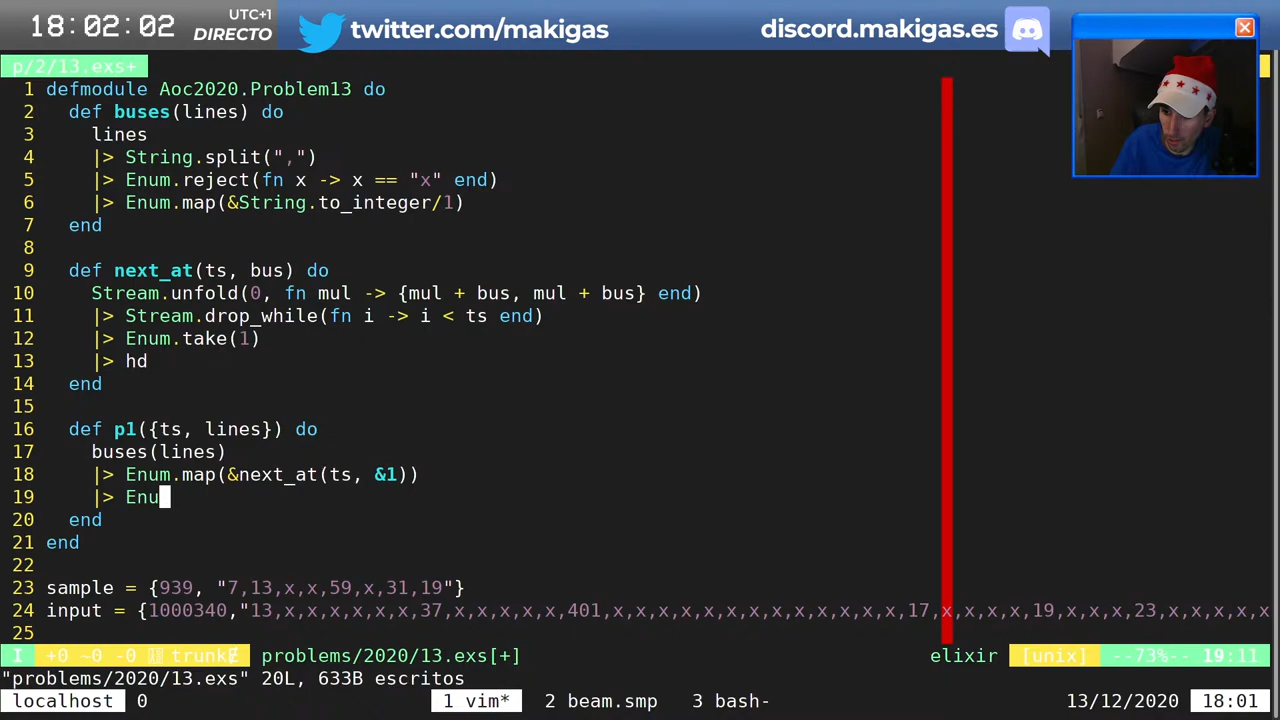 18:02:02
UTC+1
DIRECTO
twitter.com/makigas
discord.makigas.es
p/2/13.exs+
1 defmodule Aoc2020.Problem13 do
2   def buses(lines) do
3     lines
4     |> String.split(",")
5     |> Enum.reject(fn x -> x == "x" end)
6     |> Enum.map(&String.to_integer/1)
7   end
8
9   def next_at(ts, bus) do
10     Stream.unfold(0, fn mul -> {mul + bus, mul + bus} end)
11     |> Stream.drop_while(fn i -> i < ts end)
12     |> Enum.take(1)
13     |> hd
14   end
15
16   def p1({ts, lines}) do
17     buses(lines)
18     |> Enum.map(&next_at(ts, &1))
19     |> Enu
20   end
21 end
22
23 sample = {939, "7,13,x,x,59,x,31,19"}
24 input = {1000340,"13,x,x,x,x,x,x,37,x,x,x,x,x,401,x,x,x,x,x,x,x,x,x,x,x,x,x,17,x,x,x,x,19,x,x,x,23,x,x,x,x,x
25
I +0 ~0 -0 trunk problems/2020/13.exs[+] elixir [unix] --73%-- 19:11
"problems/2020/13.exs" 20L, 633B escritos
localhost 0 1 vim* 2 beam.smp 3 bash- 13/12/2020 18:01